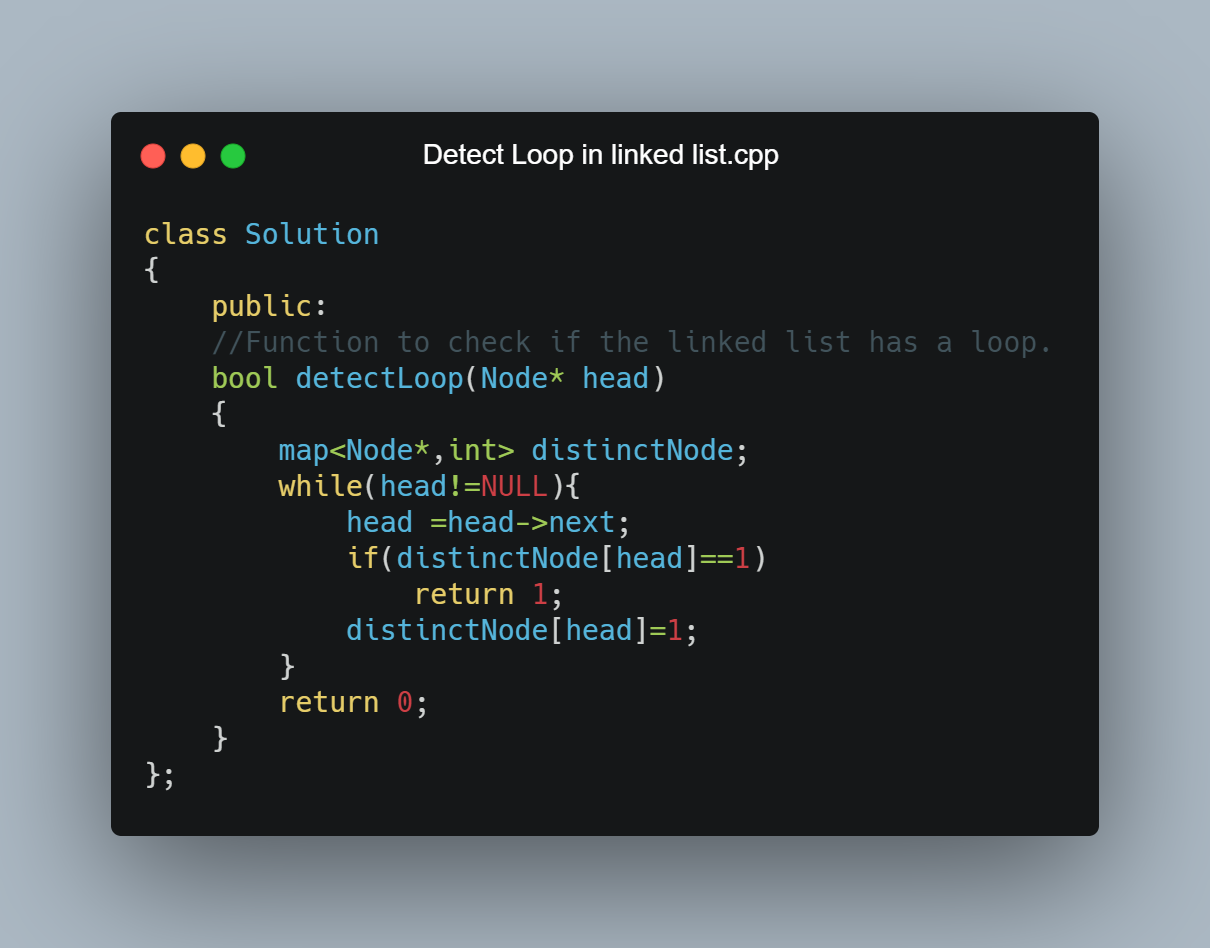 Detect Loop in linked list.cpp
class Solution
{
    public:
    //Function to check if the linked list has a loop.
    bool detectLoop(Node* head)
    {
        map<Node*,int> distinctNode;
        while(head!=NULL){
            head =head->next;
            if(distinctNode[head]==1)
                return 1;
            distinctNode[head]=1;
        }
        return 0;
    }
};